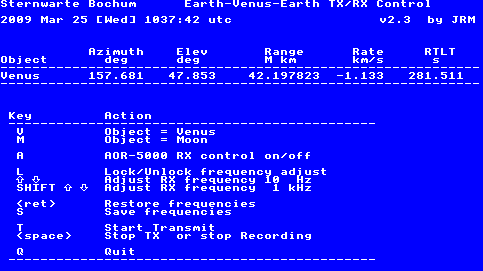 Sternwarte Bochum Earth-Venus-Earth TX/RX Control
2009 Mar 25 [Wed] 1037:42 utc v2.3 by JRM
Azimuth Elev Range Rate RTLT
Object deg deg M km km/s s
Venus 157.681 47.853 42.197823 -1.133 281.511
Key Action
V Object = Venus
M Object = Moon
A AOR-5000 RX control on/off
L Lock/Unlock frequency adjust
⇧ ⇩ Adjust RX frequency 10 Hz
SHIFT ⇧ ⇩ Adjust RX frequency 1 kHz
<ret> Restore frequencies
S Save frequencies
T Start Transmit
<space> Stop TX or stop Recording
Q Quit